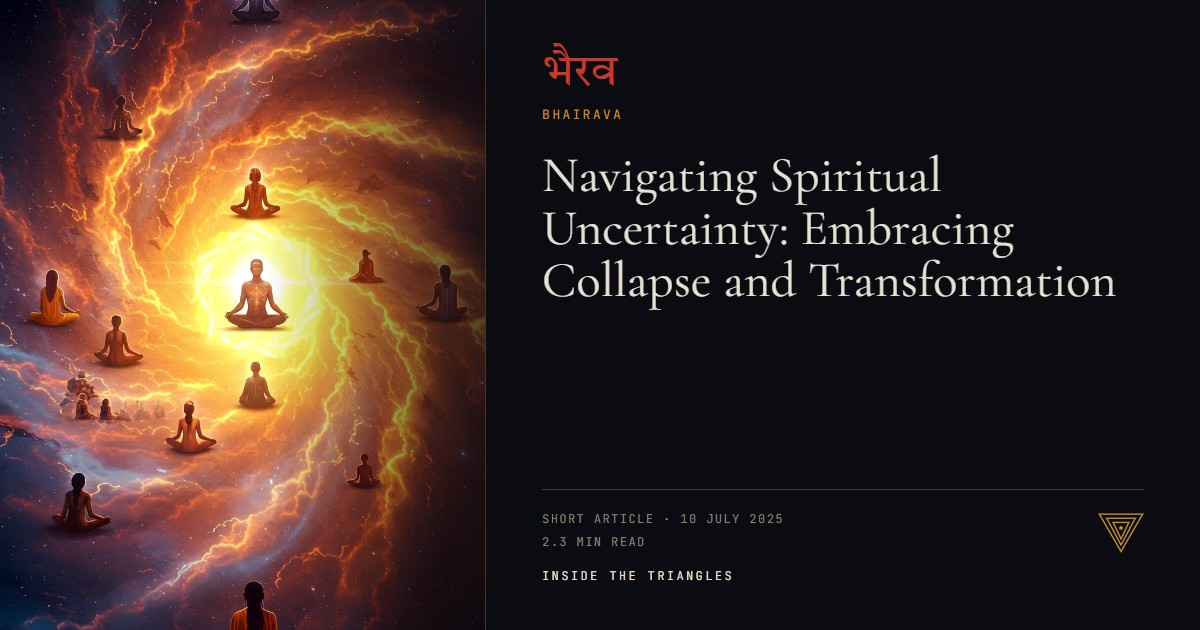 भैरव
BHAIRAVA
Navigating Spiritual
Uncertainty: Embracing
Collapse and Transformation
SHORT ARTICLE · 10 JULY 2025
2.3 MIN READ
INSIDE THE TRIANGLES